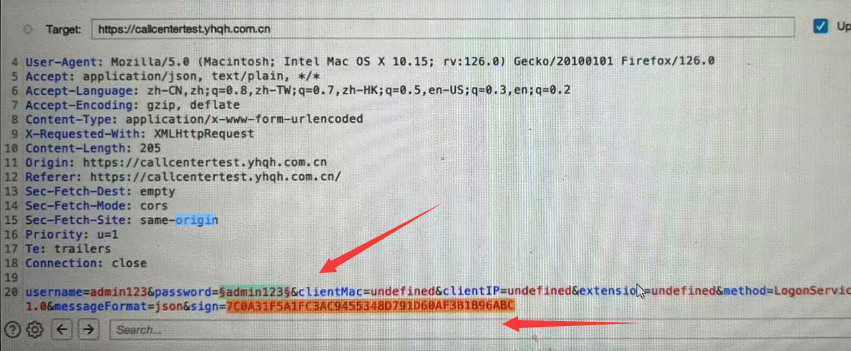 Target: https://callcentertest.yhqh.com.cn Up
4 User-Agent: Mozilla/5.0 (Macintosh; Intel Mac OS X 10.15; rv:126.0) Gecko/20100101 Firefox/126.0
5 Accept: application/json, text/plain, */*
6 Accept-Language: zh-CN,zh;q=0.8,zh-TW;q=0.7,zh-HK;q=0.5,en-US;q=0.3,en;q=0.2
7 Accept-Encoding: gzip, deflate
8 Content-Type: application/x-www-form-urlencoded
9 X-Requested-With: XMLHttpRequest
10 Content-Length: 205
11 Origin: https://callcentertest.yhqh.com.cn
12 Referer: https://callcentertest.yhqh.com.cn/
13 Sec-Fetch-Dest: empty
14 Sec-Fetch-Mode: cors
15 Sec-Fetch-Site: same-origin
16 Priority: u=1
17 Te: trailers
18 Connection: close
19
20 username=admin123&password=§admin123§&clientMac=undefined&clientIP=undefined&extension=undefined&method=LogonServic
1.0&messageFormat=json&sign=7C0A31F5A1FC3AC9455348D791D60AF3B1B96ABC
Search...